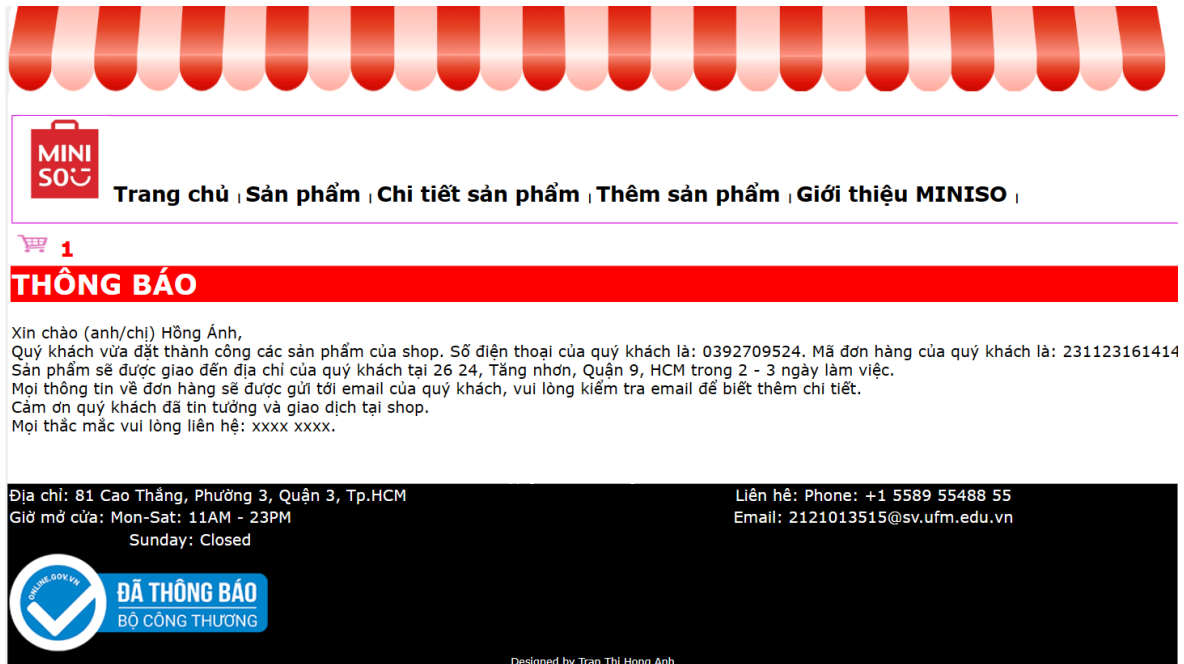 MINI
SO
Trang chủ | Sản phẩm | Chi tiết sản phẩm | Thêm sản phẩm | Giới thiệu MINISO |
1
THÔNG BÁO
Xin chào (anh/chị) Hồng Ánh,
Quý khách vừa đặt thành công các sản phẩm của shop. Số điện thoại của quý khách là: 0392709524. Mã đơn hàng của quý khách là: 231123161414
Sản phẩm sẽ được giao đến địa chỉ của quý khách tại 26 24, Tăng nhơn, Quận 9, HCM trong 2 - 3 ngày làm việc.
Mọi thông tin về đơn hàng sẽ được gửi tới email của quý khách, vui lòng kiểm tra email để biết thêm chi tiết.
Cảm ơn quý khách đã tin tưởng và giao dịch tại shop.
Mọi thắc mắc vui lòng liên hệ: xxxx xxxx.
Địa chỉ: 81 Cao Thắng, Phường 3, Quận 3, Tp.HCM
Giờ mở cửa: Mon-Sat: 11AM - 23PM
Sunday: Closed
Liên hê: Phone: +1 5589 55488 55
Email: 2121013515@sv.ufm.edu.vn
ONLINE.GOV.VN
ĐÃ THÔNG BÁO
BỘ CÔNG THƯƠNG
Designed by Tran Thi Hong Anh